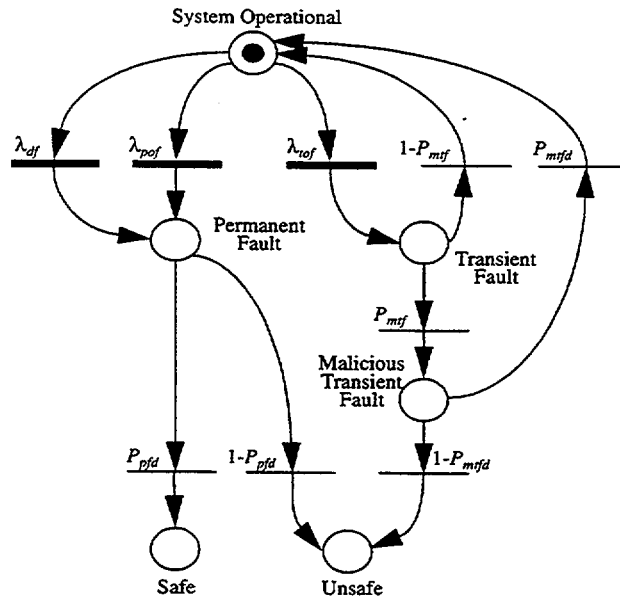 System Operational
λdf
λpof
λtof
1-Pmtf
Pmtfd
Permanent
Fault
Transient
Fault
Pmtf
Malicious
Transient
Fault
Ppfd
1-Ppfd
1-Pmtfd
Safe
Unsafe